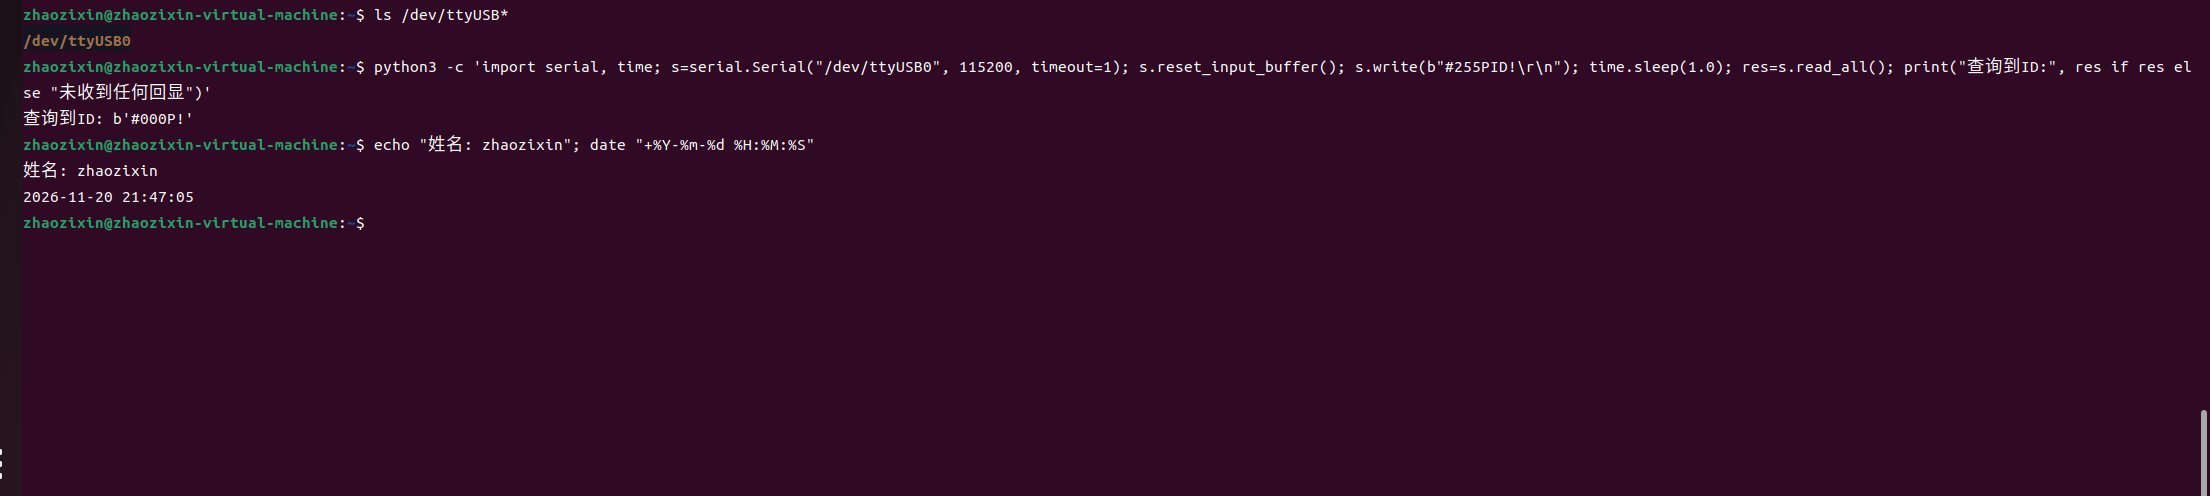 zhaozixin@zhaozixin-virtual-machine:~$ ls /dev/ttyUSB*
/dev/ttyUSB0
zhaozixin@zhaozixin-virtual-machine:~$ python3 -c 'import serial, time; s=serial.Serial("/dev/ttyUSB0", 115200, timeout=1); s.reset_input_buffer(); s.write(b"#255PID!\r\n"); time.sleep(1.0); res=s.read_all(); print("查询到ID:", res if res el
se "未收到任何回显")'
查询到ID: b'#000P!'
zhaozixin@zhaozixin-virtual-machine:~$ echo "姓名: zhaozixin"; date "+%Y-%m-%d %H:%M:%S"
姓名: zhaozixin
2026-11-20 21:47:05
zhaozixin@zhaozixin-virtual-machine:~$